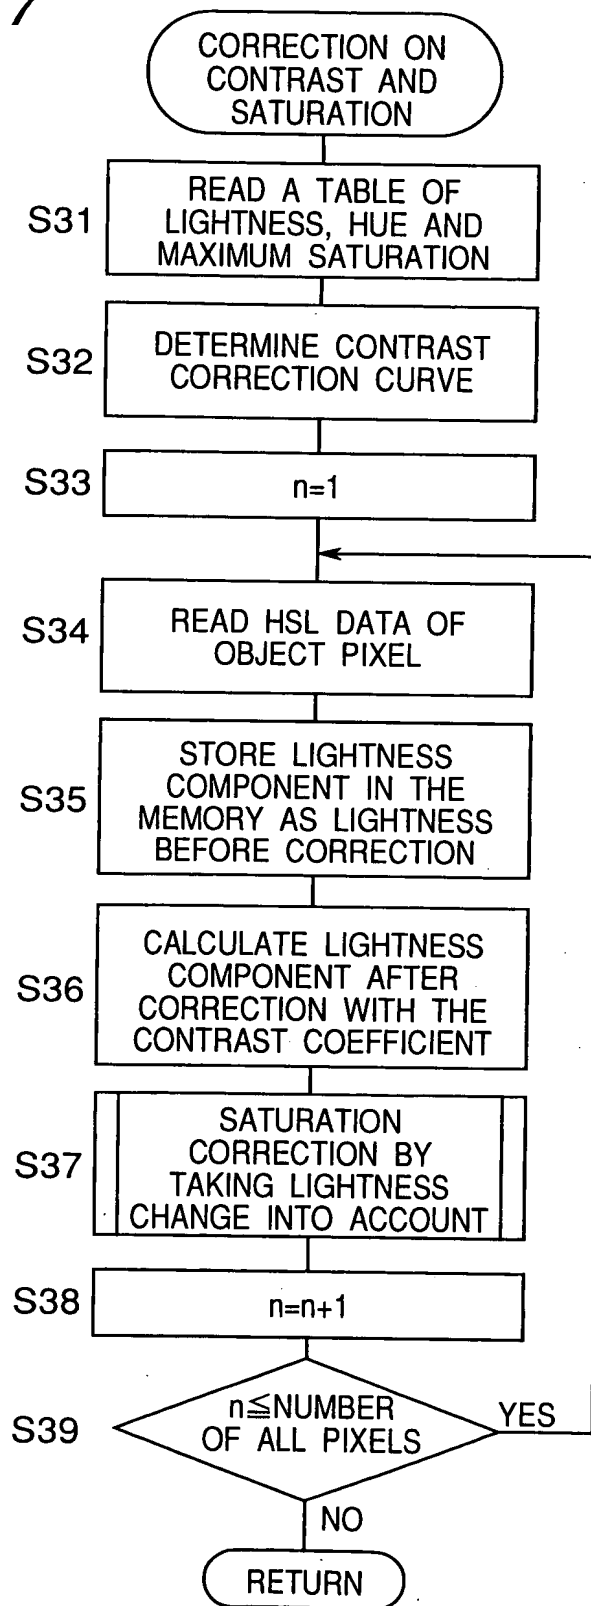 7
CORRECTION ON
CONTRAST AND
SATURATION
S31
READ A TABLE OF
LIGHTNESS, HUE AND
MAXIMUM SATURATION
S32
DETERMINE CONTRAST
CORRECTION CURVE
S33
n=1
S34
READ HSL DATA OF
OBJECT PIXEL
S35
STORE LIGHTNESS
COMPONENT IN THE
MEMORY AS LIGHTNESS
BEFORE CORRECTION
S36
CALCULATE LIGHTNESS
COMPONENT AFTER
CORRECTION WITH THE
CONTRAST COEFFICIENT
S37
SATURATION
CORRECTION BY
TAKING LIGHTNESS
CHANGE INTO ACCOUNT
S38
n=n+1
S39
n≦NUMBER
OF ALL PIXELS
YES
NO
RETURN